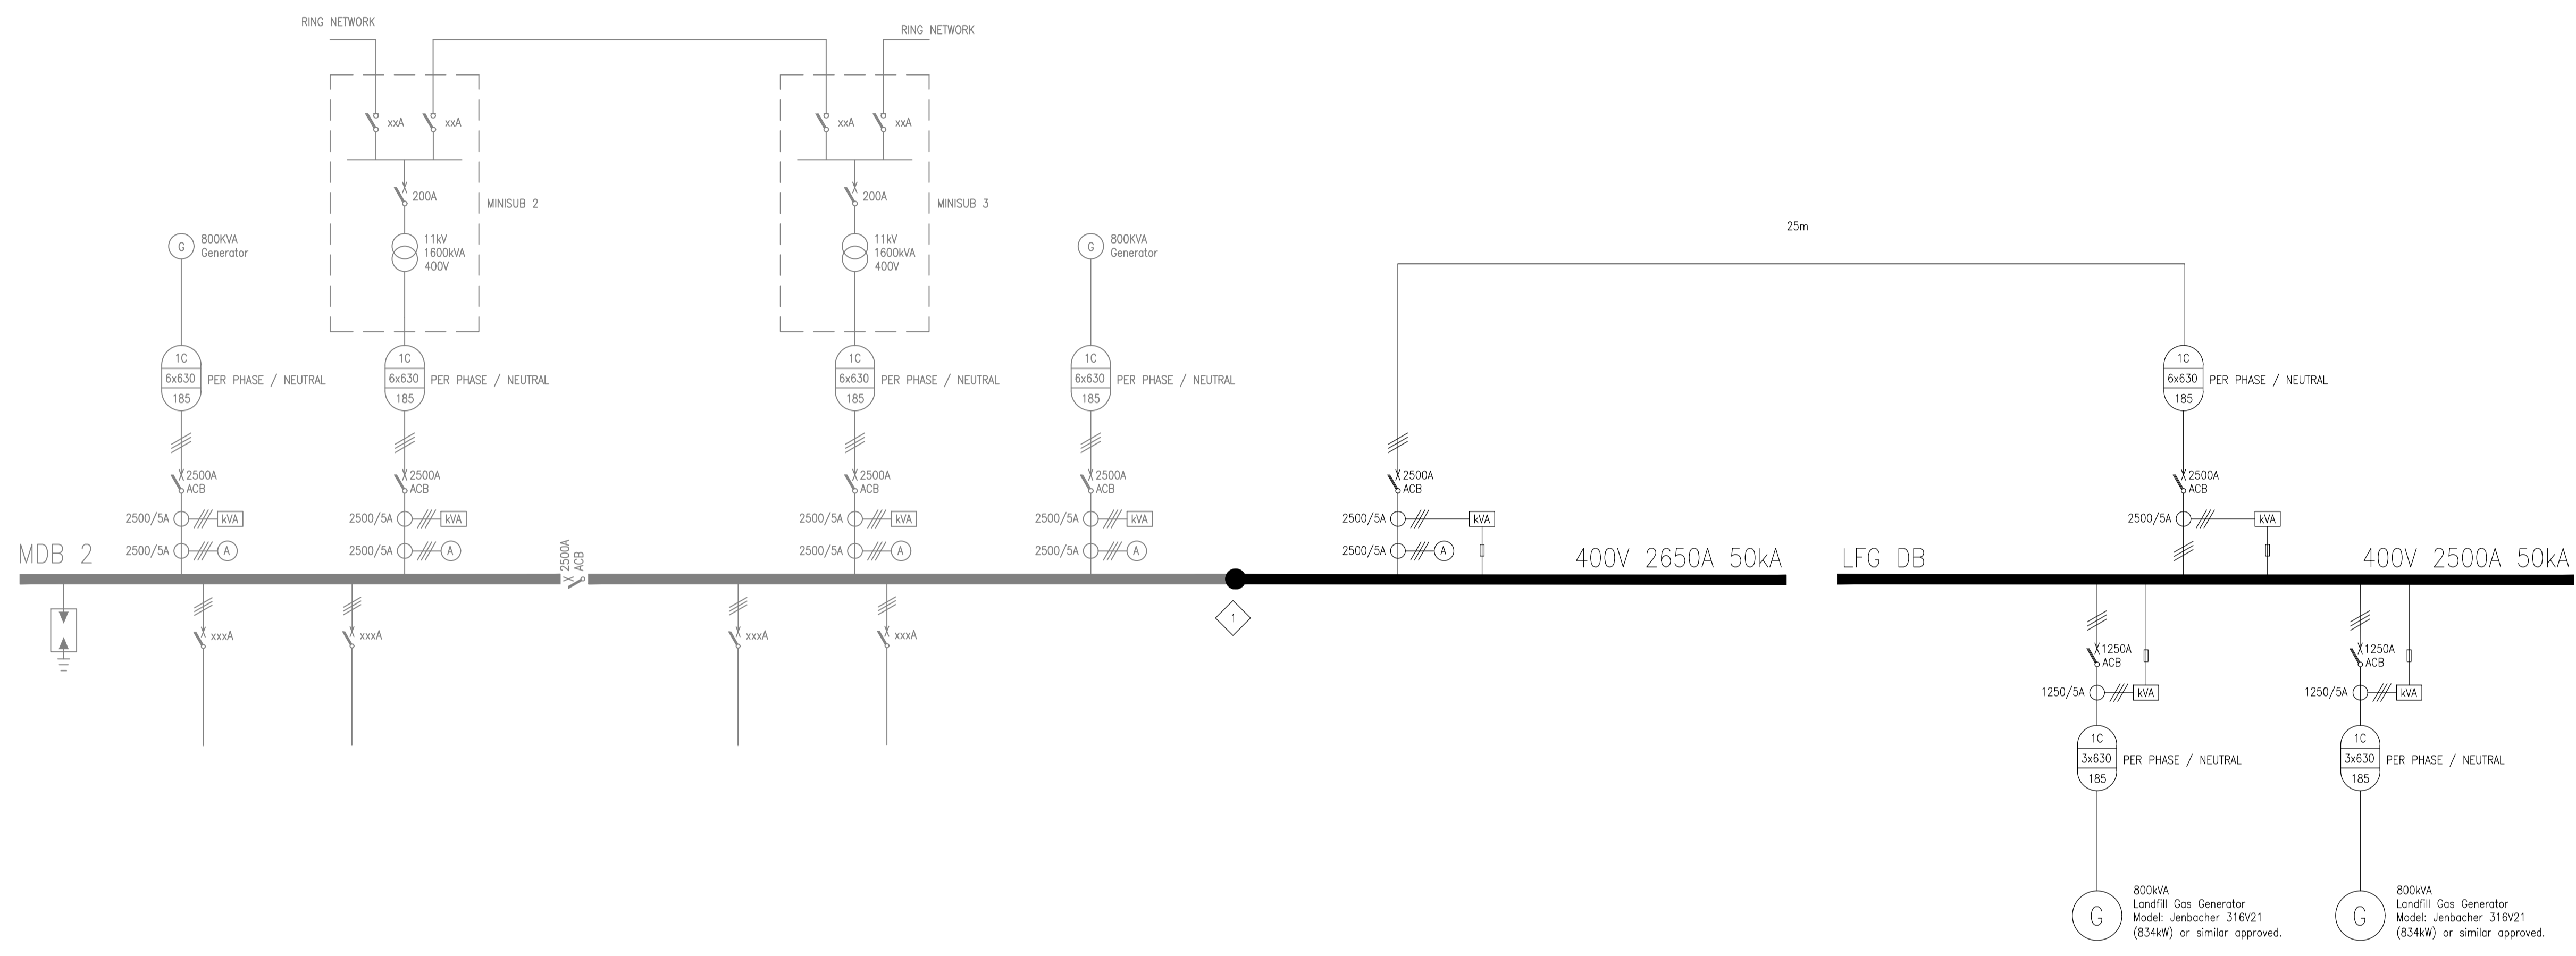 RING NETWORK
RING NETWORK
xxA
xxA
xxA
xxA
200A
MINISUB 2
200A
MINISUB 3
25m
G
800KVA
Generator
11kV
1600kVA
400V
11kV
1600kVA
400V
G
800KVA
Generator
1C
6x630
185
PER PHASE / NEUTRAL
1C
6x630
185
PER PHASE / NEUTRAL
1C
6x630
185
PER PHASE / NEUTRAL
1C
6x630
185
PER PHASE / NEUTRAL
1C
6x630
185
PER PHASE / NEUTRAL
2500A
ACB
2500A
ACB
2500A
ACB
2500A
ACB
2500A
ACB
2500A
ACB
2500/5A
kVA
2500/5A
kVA
2500/5A
kVA
2500/5A
kVA
2500/5A
kVA
2500/5A
kVA
2500/5A
A
2500/5A
A
2500/5A
A
2500/5A
A
2500/5A
A
MDB 2
2500A
ACB
400V 2650A 50kA
LFG DB
400V 2500A 50kA
1
xxxA
xxxA
xxxA
xxxA
1250A
ACB
1250A
ACB
1250/5A
kVA
1250/5A
kVA
1C
3x630
185
PER PHASE / NEUTRAL
1C
3x630
185
PER PHASE / NEUTRAL
G
800kVA
Landfill Gas Generator
Model: Jenbacher 316V21
(834kW) or similar approved.
G
800kVA
Landfill Gas Generator
Model: Jenbacher 316V21
(834kW) or similar approved.